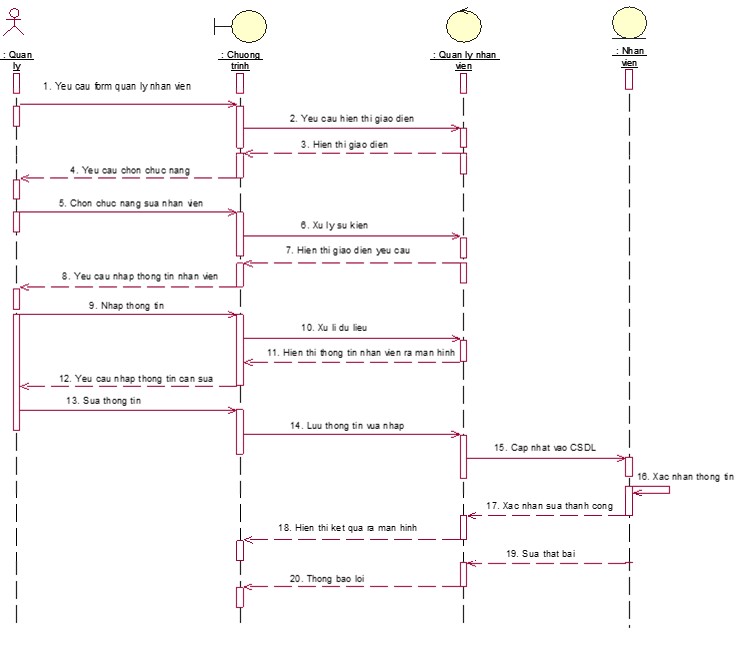 : Quan
ly
: Chuong
trinh
: Quan ly nhan
vien
: Nhan
vien
1. Yeu cau form quan ly nhan vien
2. Yeu cau hien thi giao dien
3. Hien thi giao dien
4. Yeu cau chon chuc nang
5. Chon chuc nang sua nhan vien
6. Xu ly su kien
7. Hien thi giao dien yeu cau
8. Yeu cau nhap thong tin nhan vien
9. Nhap thong tin
10. Xu li du lieu
11. Hien thi thong tin nhan vien ra man hinh
12. Yeu cau nhap thong tin can sua
13. Sua thong tin
14. Luu thong tin vua nhap
15. Cap nhat vao CSDL
16. Xac nhan thong tin
17. Xac nhan sua thanh cong
18. Hien thi ket qua ra man hinh
19. Sua that bai
20. Thong bao loi